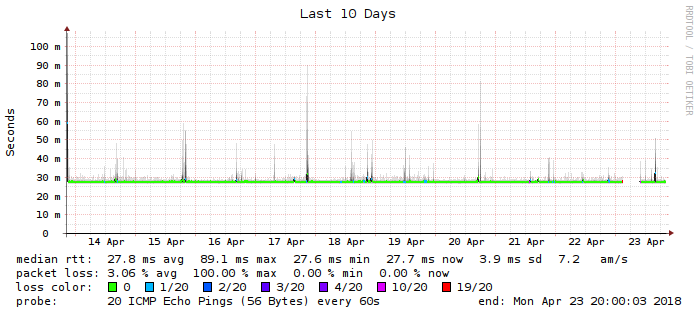 Last 10 Days
RRDTOOL / TOBI OETIKER
Seconds
100 m
90 m
80 m
70 m
60 m
50 m
40 m
30 m
20 m
10 m
0
14 Apr 15 Apr 16 Apr 17 Apr 18 Apr 19 Apr 20 Apr 21 Apr 22 Apr 23 Apr
median rtt: 27.8 ms avg 89.1 ms max 27.6 ms min 27.7 ms now 3.9 ms sd 7.2 am/s
packet loss: 3.06 % avg 100.00 % max 0.00 % min 0.00 % now
loss color: 0 1/20 2/20 3/20 4/20 10/20 19/20
probe: 20 ICMP Echo Pings (56 Bytes) every 60s end: Mon Apr 23 20:00:03 2018